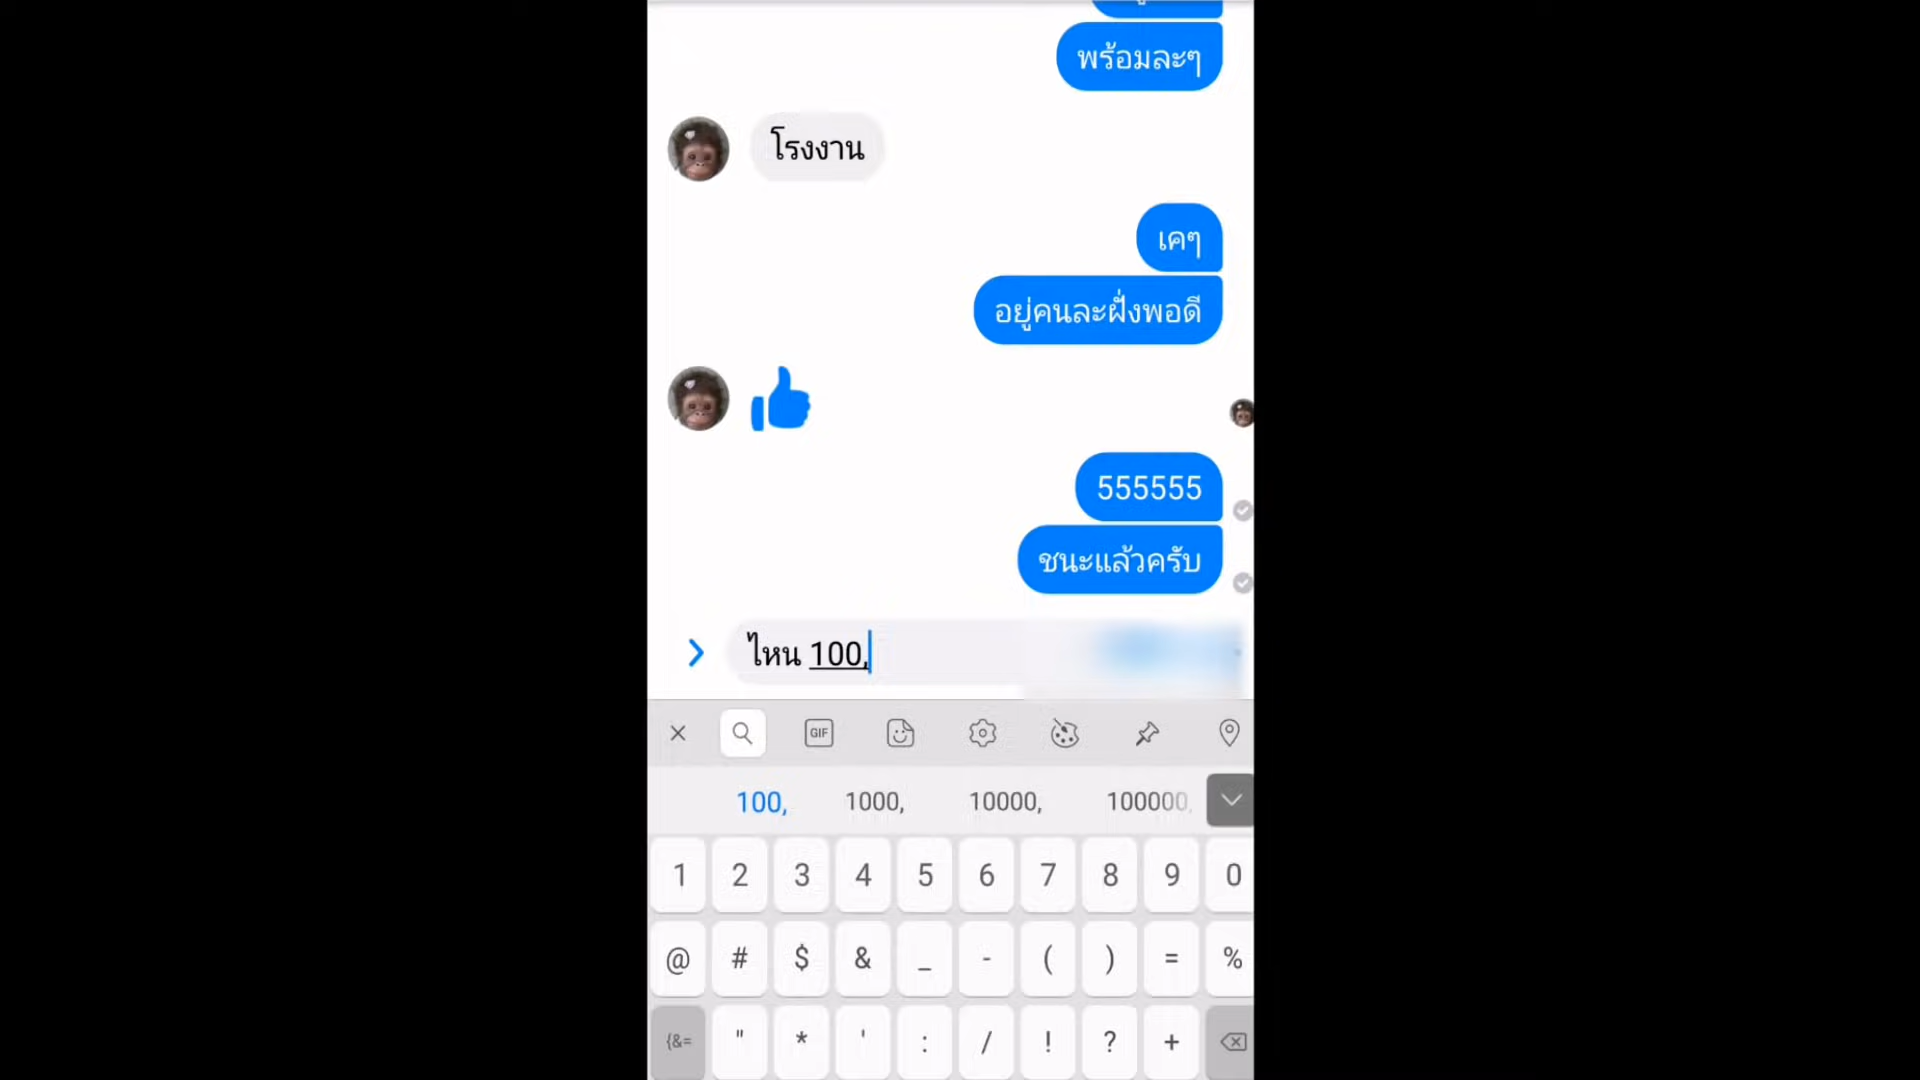 พร้อมละๆ
โรงงาน
เคๆ
อยู่คนละฝั่งพอดี
555555
ชนะแล้วครับ
ไหน 100,
GIF
100, 1000, 10000, 100000,
1 2 3 4 5 6 7 8 9 0
@ # $ & _ - ( ) = %
{&= " * ' : / ! ? +